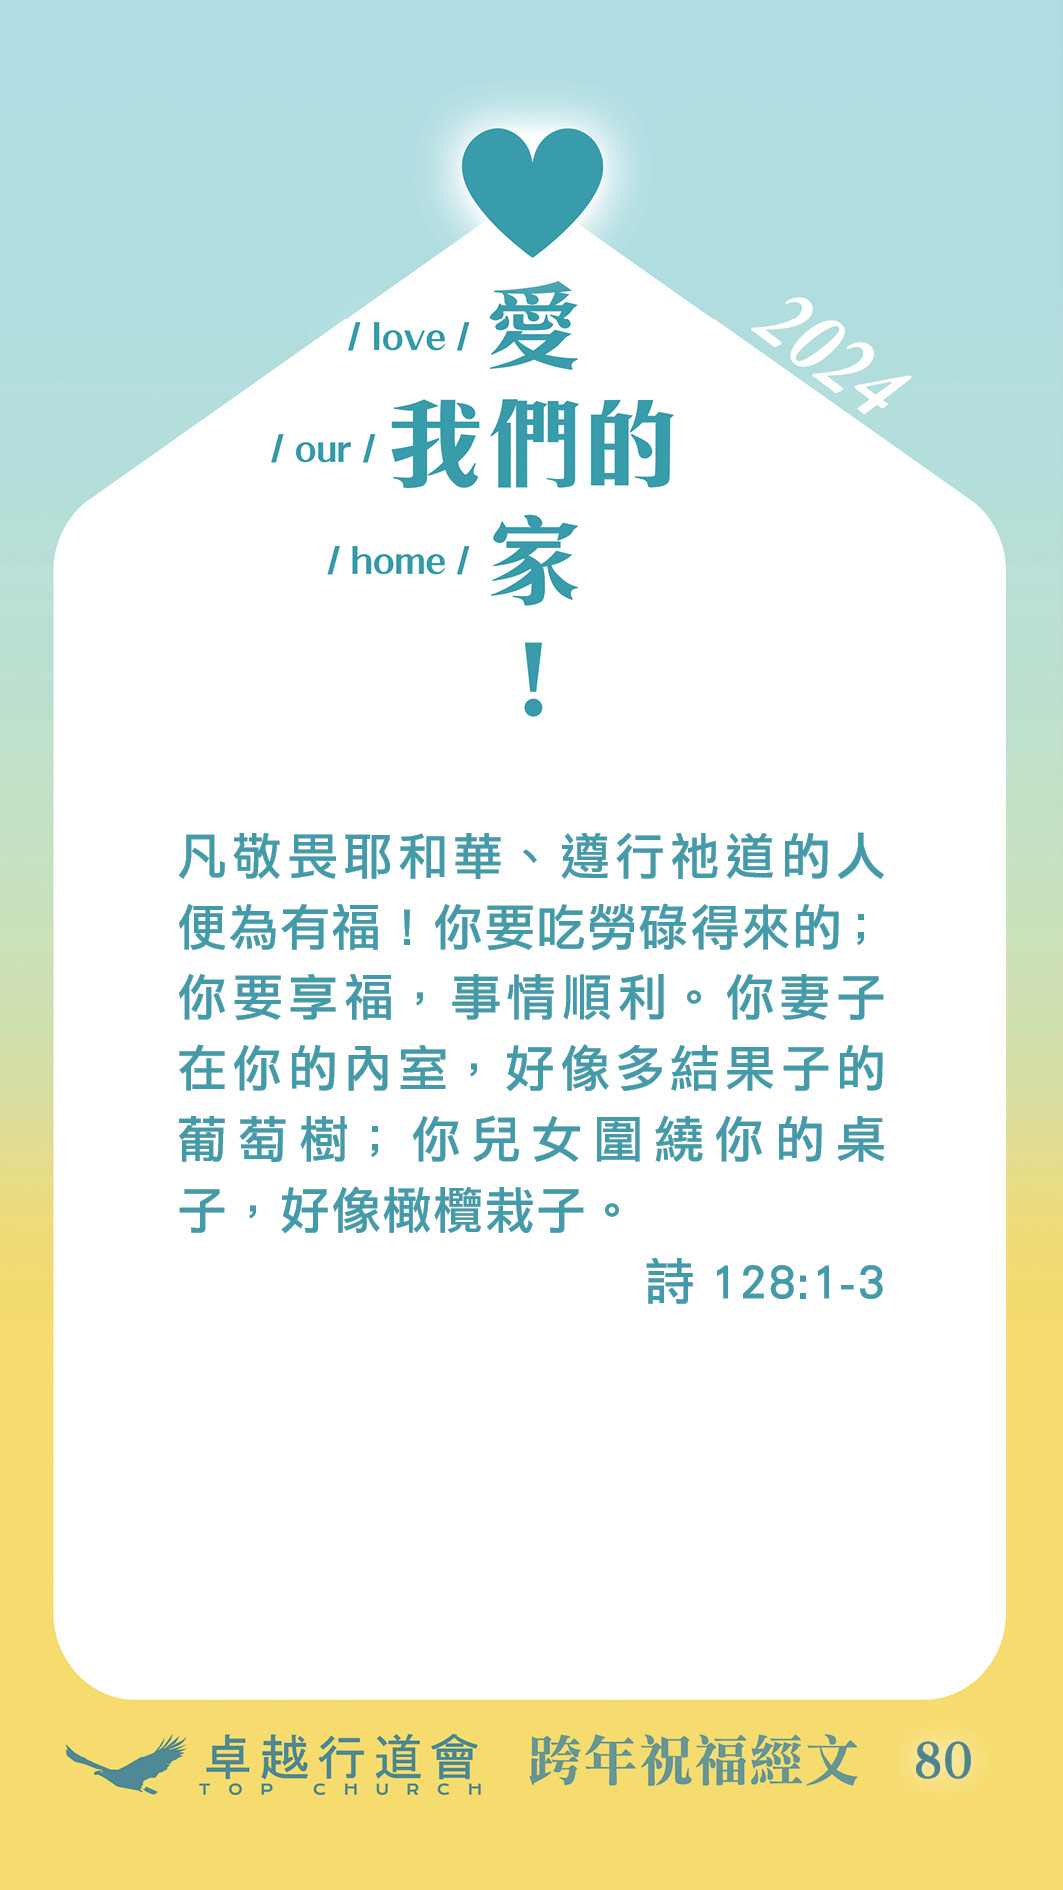 / love / 愛
2024
/ our / 我們的
/ home / 家
!
凡敬畏耶和華、遵行祂道的人
便為有福！你要吃勞碌得來的；
你要享福，事情順利。你妻子
在你的內室，好像多結果子的
葡萄樹；你兒女圍繞你的桌
子，好像橄欖栽子。
詩 128:1-3
卓越行道會 跨年祝福經文 80
TOP CHURCH